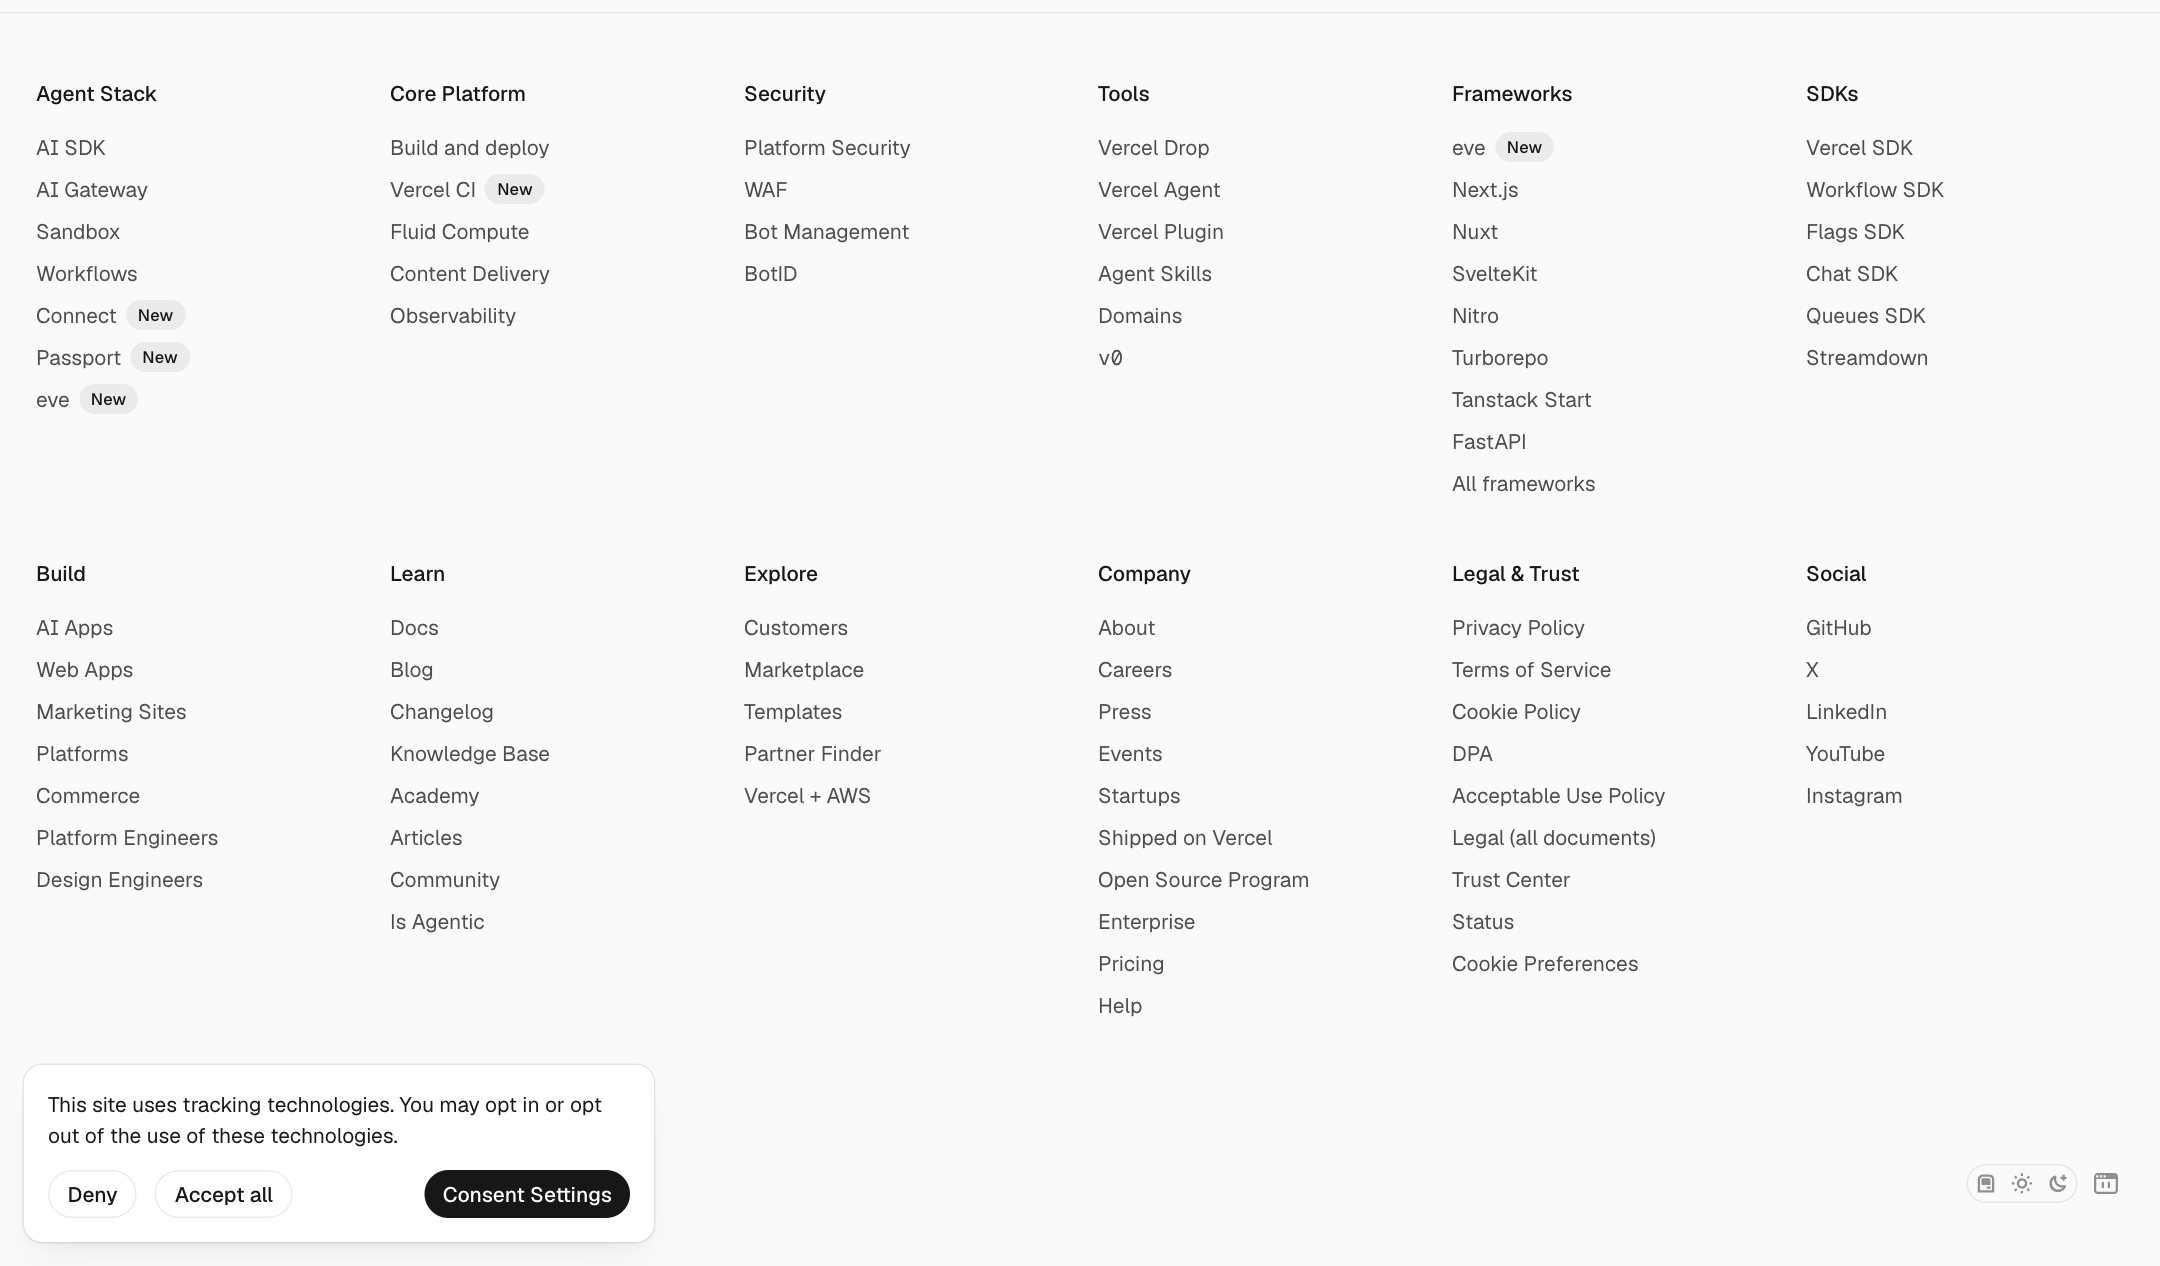 Agent Stack
AI SDK
AI Gateway
Sandbox
Workflows
Connect New
Passport New
eve New
Core Platform
Build and deploy
Vercel CI New
Fluid Compute
Content Delivery
Observability
Security
Platform Security
WAF
Bot Management
BotID
Tools
Vercel Drop
Vercel Agent
Vercel Plugin
Agent Skills
Domains
v0
Frameworks
eve New
Next.js
Nuxt
SvelteKit
Nitro
Turborepo
Tanstack Start
FastAPI
All frameworks
SDKs
Vercel SDK
Workflow SDK
Flags SDK
Chat SDK
Queues SDK
Streamdown
Build
AI Apps
Web Apps
Marketing Sites
Platforms
Commerce
Platform Engineers
Design Engineers
Learn
Docs
Blog
Changelog
Knowledge Base
Academy
Articles
Community
Is Agentic
Explore
Customers
Marketplace
Templates
Partner Finder
Vercel + AWS
Company
About
Careers
Press
Events
Startups
Shipped on Vercel
Open Source Program
Enterprise
Pricing
Help
Legal & Trust
Privacy Policy
Terms of Service
Cookie Policy
DPA
Acceptable Use Policy
Legal (all documents)
Trust Center
Status
Cookie Preferences
Social
GitHub
X
LinkedIn
YouTube
Instagram
This site uses tracking technologies. You may opt in or opt
out of the use of these technologies.
Deny
Accept all
Consent Settings